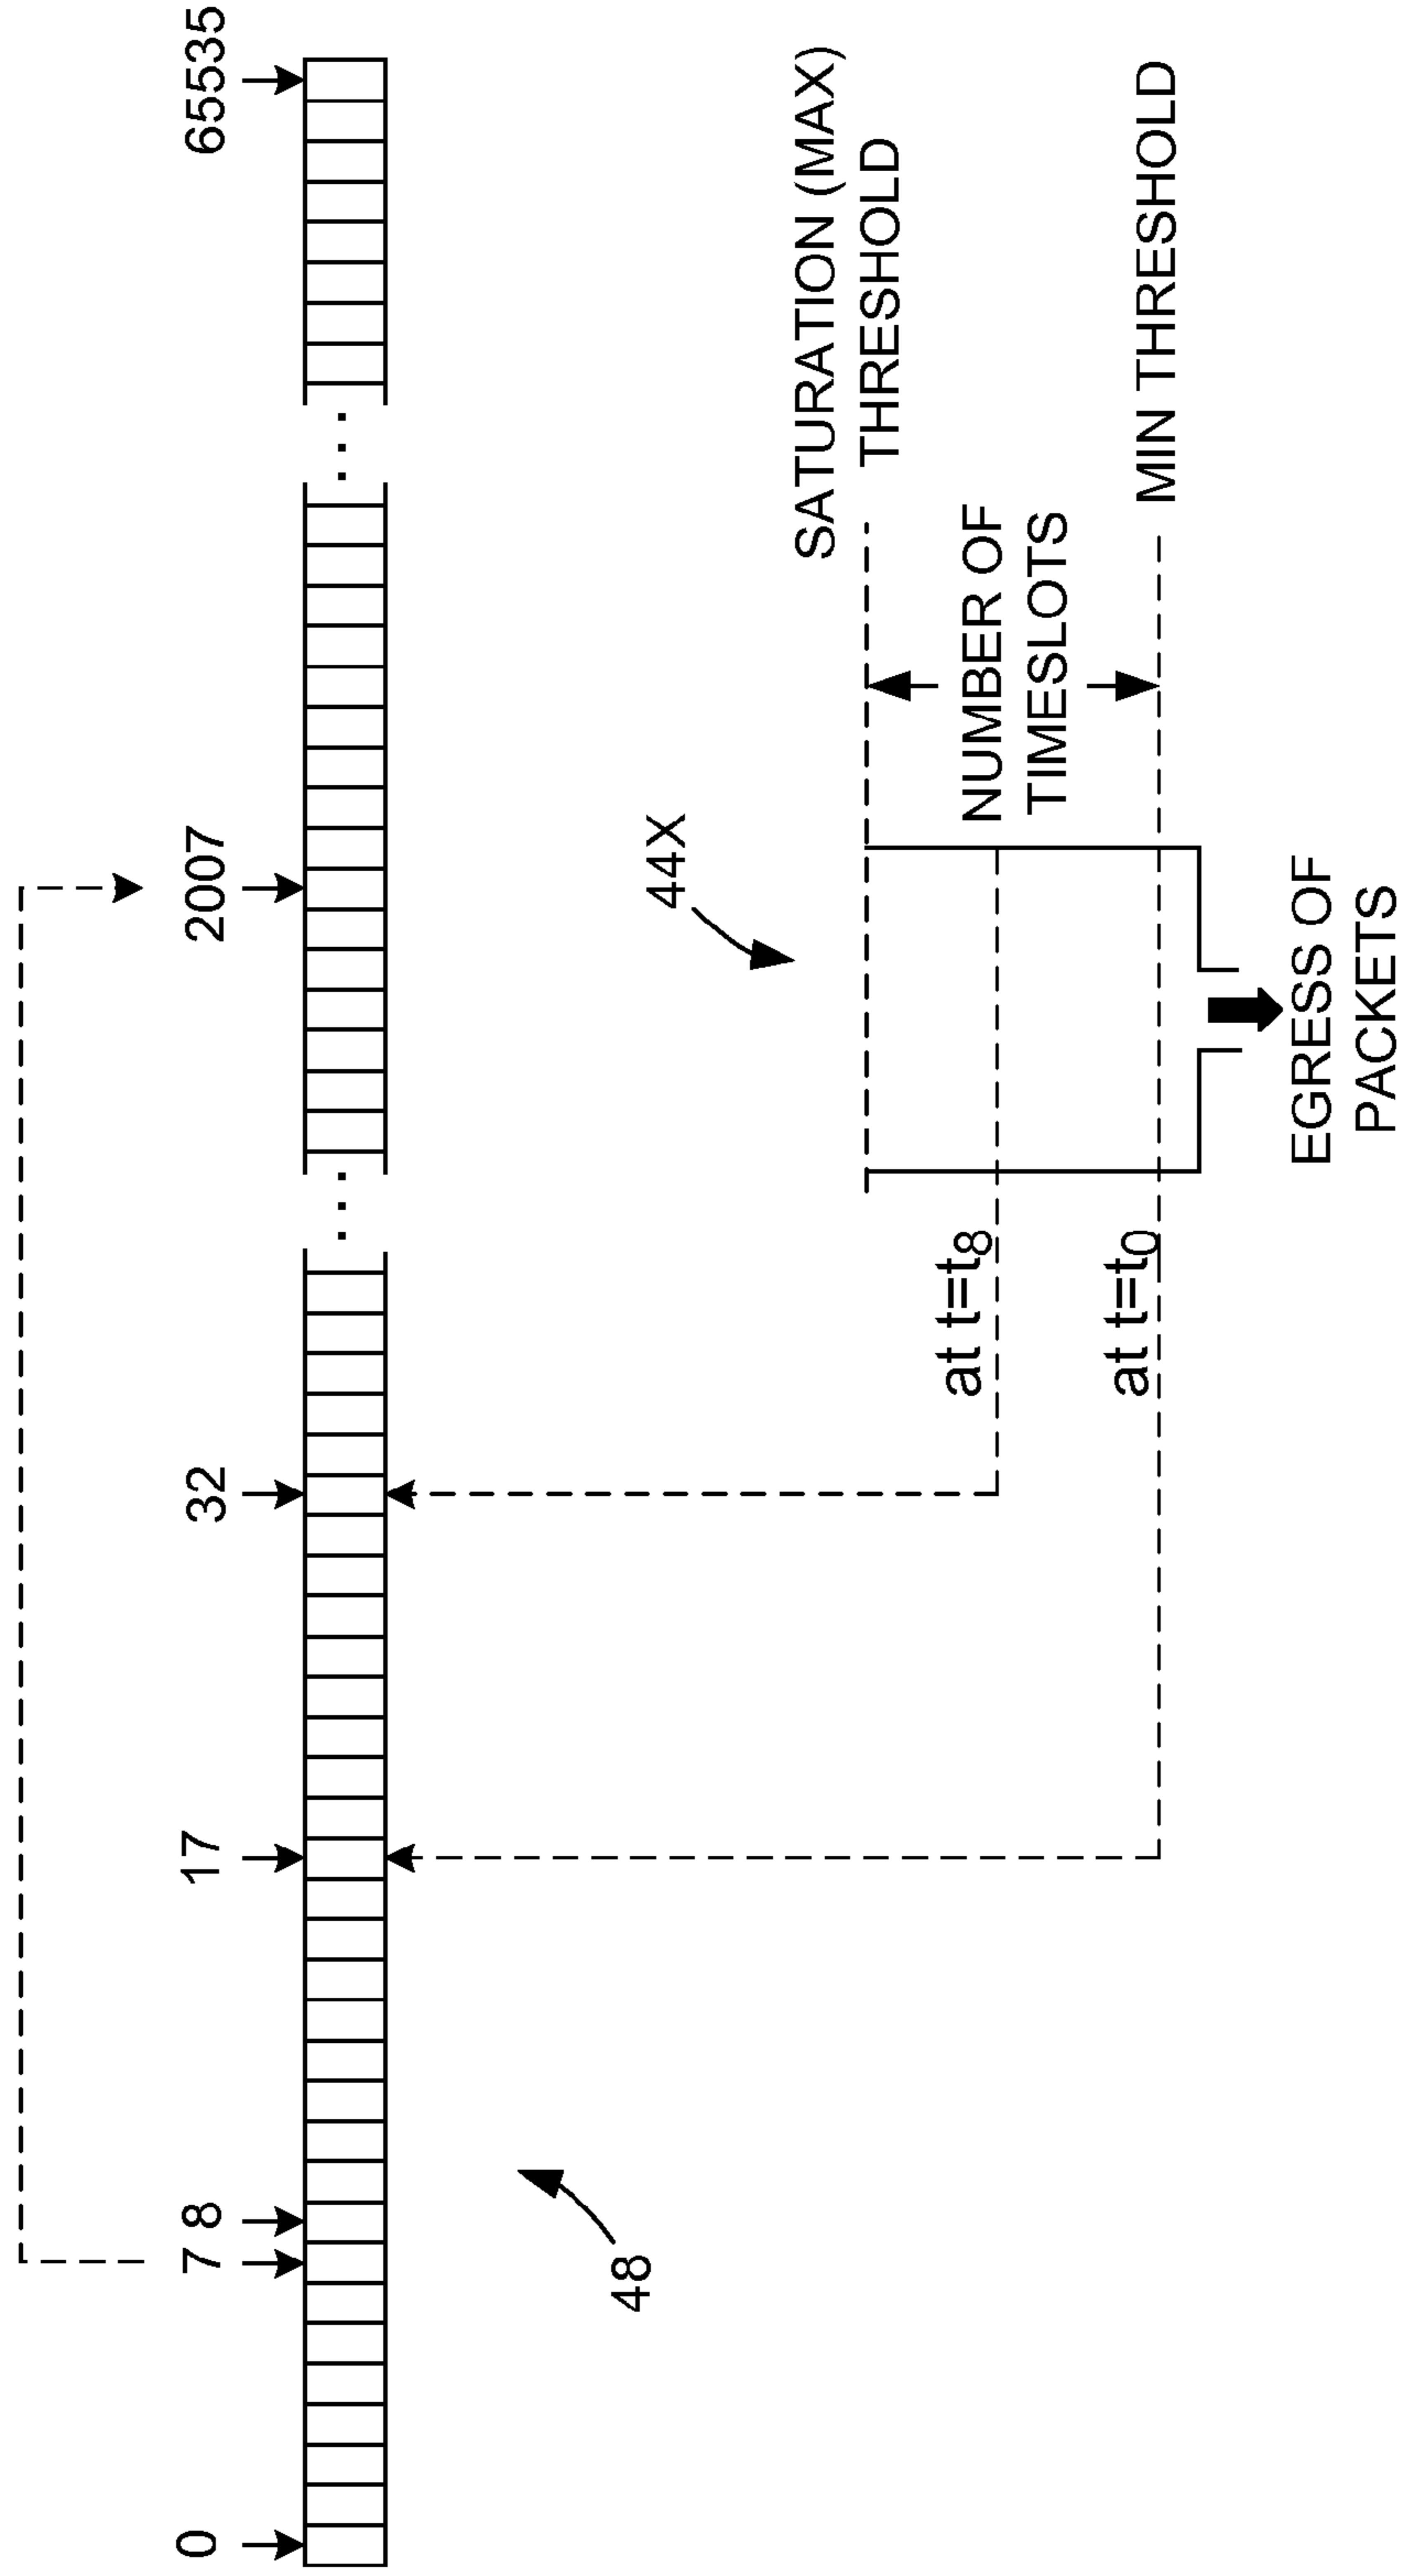 0
7
8
17
32
2007
65535
48
44X
SATURATION (MAX)
THRESHOLD
NUMBER OF
TIMESLOTS
MIN THRESHOLD
at t=t8
at t=t0
EGRESS OF
PACKETS